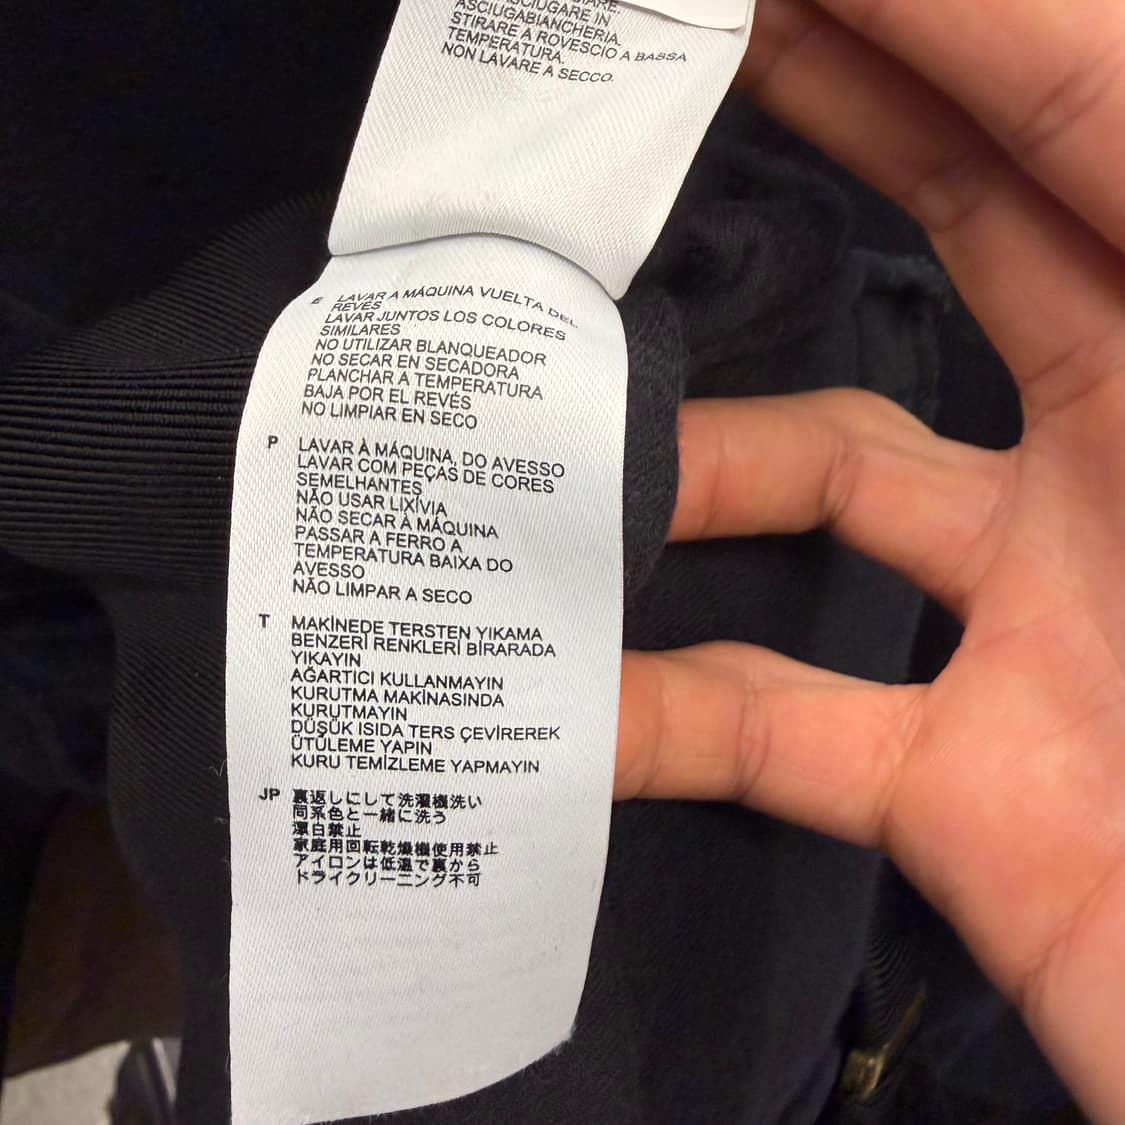 ASCIUGARE IN
ASCIUGABIANCHERIA.
STIRARE A ROVESCIO A BASSA
TEMPERATURA.
NON LAVARE A SECCO.
E LAVAR A MÁQUINA VUELTA DEL
REVÉS
LAVAR JUNTOS LOS COLORES
SIMILARES
NO UTILIZAR BLANQUEADOR
NO SECAR EN SECADORA
PLANCHAR A TEMPERATURA
BAJA POR EL REVÉS
NO LIMPIAR EN SECO
P LAVAR À MÁQUINA, DO AVESSO
LAVAR COM PEÇAS DE CORES
SEMELHANTES
NÃO USAR LIXÍVIA
NÃO SECAR À MÁQUINA
PASSAR A FERRO A
TEMPERATURA BAIXA DO
AVESSO
NÃO LIMPAR A SECO
T MAKİNEDE TERSTEN YIKAMA
BENZERİ RENKLERİ BİRARADA
YIKAYIN
AĞARTICI KULLANMAYIN
KURUTMA MAKİNASINDA
KURUTMAYIN
DÜŞÜK ISIDA TERS ÇEVİREREK
ÜTÜLEME YAPIN
KURU TEMİZLEME YAPMAYIN
JP 裏返しにして洗濯機洗い
同系色と一緒に洗う
漂白禁止
家庭用回転乾燥機使用禁止
アイロンは低温で裏から
ドライクリーニング不可